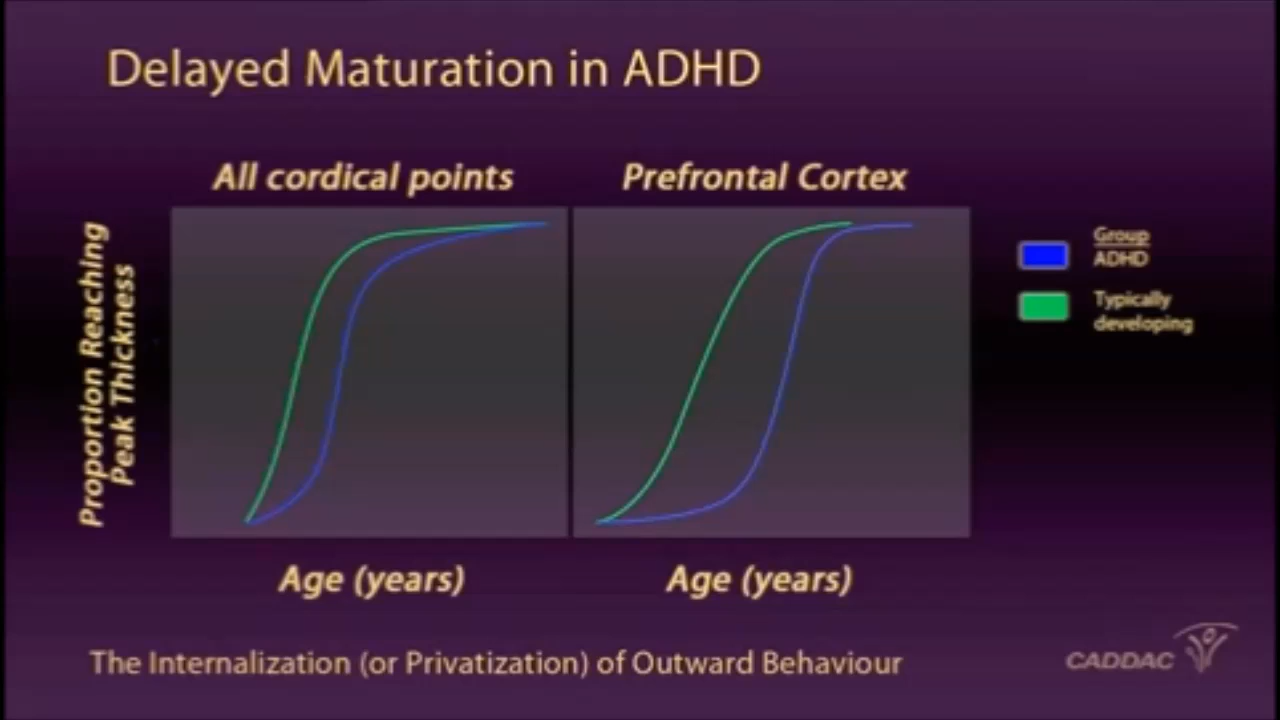 Delayed Maturation in ADHD
All cordical points
Prefrontal Cortex
Proportion Reaching
Peak Thickness
Group
ADHD
Typically
developing
Age (years)
Age (years)
The Internalization (or Privatization) of Outward Behaviour
CADDAC